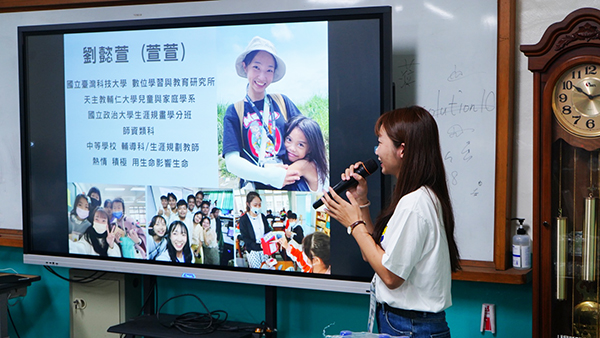 劉懿萱 (萱萱)
國立臺灣科技大學 數位學習與教育研究所
天主教輔仁大學兒童與家庭學系
國立政治大學生涯規畫學分班
師資類科
中等學校 輔導科/生涯規劃教師
熱情 積極 用生命影響生命